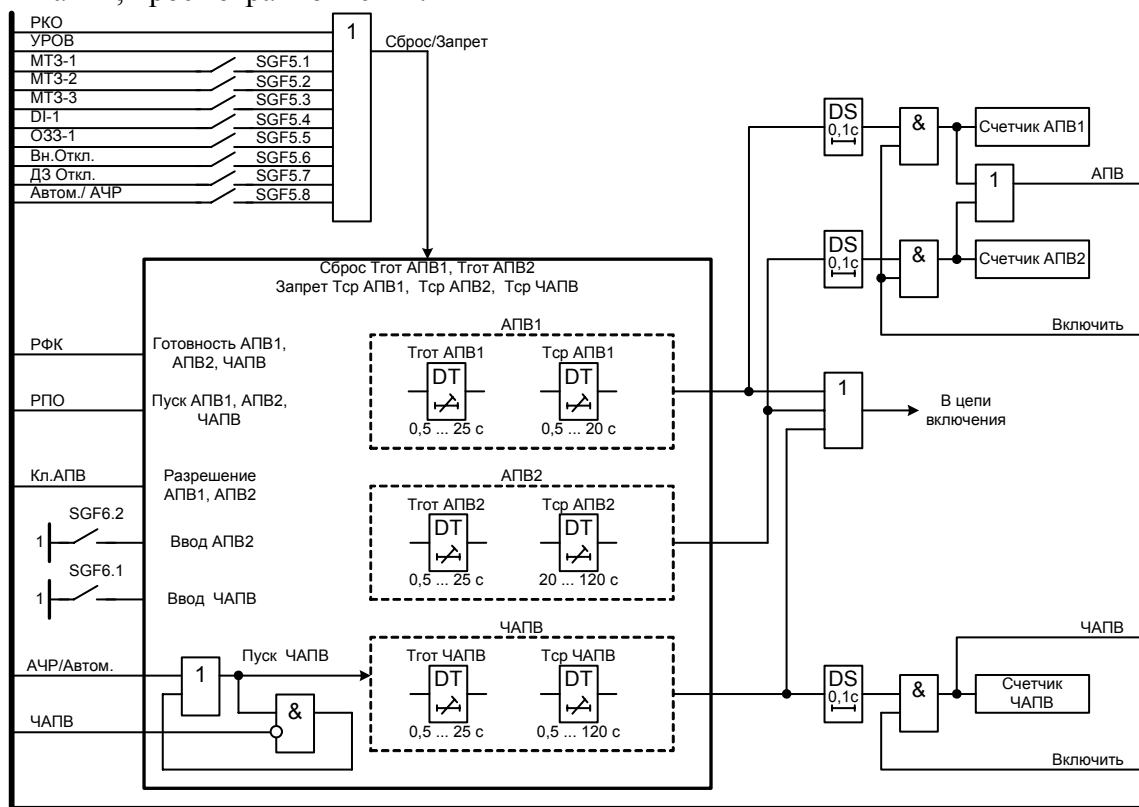 РКО
УРОВ
МТЗ-1
SGF5.1
МТЗ-2
SGF5.2
МТЗ-3
SGF5.3
DI-1
SGF5.4
ОЗЗ-1
SGF5.5
Вн.Откл.
SGF5.6
ДЗ Откл.
SGF5.7
Автом./ АЧР
SGF5.8
1
Сброс/Запрет
DS
0,1с
&
Счетчик АПВ1
1
АПВ
DS
0,1с
&
Счетчик АПВ2
Включить
Сброс Тгот АПВ1, Тгот АПВ2
Запрет Тср АПВ1, Тср АПВ2, Тср ЧАПВ
РФК
Готовность АПВ1,
АПВ2, ЧАПВ
РПО
Пуск АПВ1, АПВ2,
ЧАПВ
Кл.АПВ
Разрешение
АПВ1, АПВ2
SGF6.2
1
Ввод АПВ2
SGF6.1
1
Ввод ЧАПВ
АЧР/Автом.
1
Пуск ЧАПВ
&
ЧАПВ
АПВ1
Тгот АПВ1
DT
0,5 ... 25 с
Тср АПВ1
DT
0,5 ... 20 с
АПВ2
Тгот АПВ2
DT
0,5 ... 25 с
Тср АПВ2
DT
20 ... 120 с
ЧАПВ
Тгот ЧАПВ
DT
0,5 ... 25 с
Тср ЧАПВ
DT
0,5 ... 120 с
1
В цепи
включения
DS
0,1с
&
ЧАПВ
Счетчик
ЧАПВ
Включить